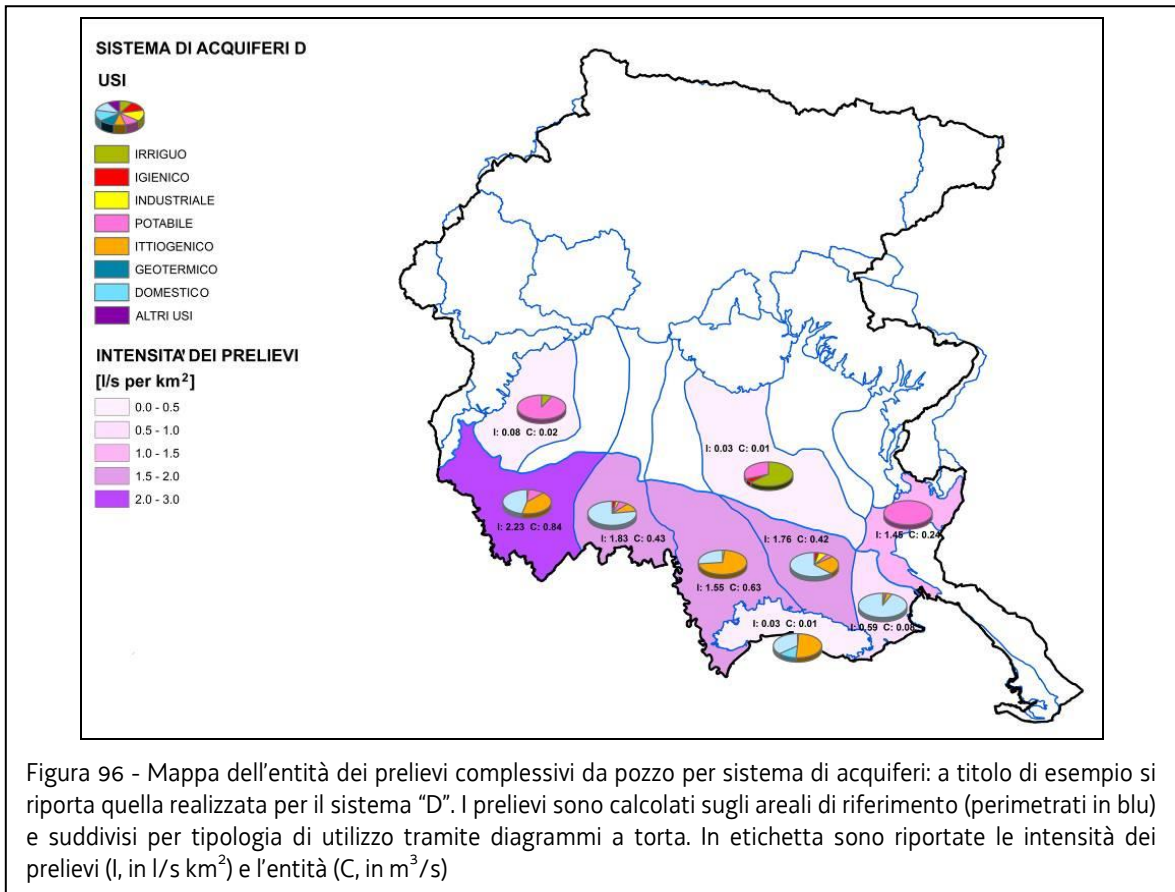 SISTEMA DI ACQUIFERI D
USI
IRRIGUO
IGIENICO
INDUSTRIALE
POTABILE
ITTIOGENICO
GEOTERMICO
DOMESTICO
ALTRI USI
INTENSITA' DEI PRELIEVI
[l/s per km²]
0.0 - 0.5
0.5 - 1.0
1.0 - 1.5
1.5 - 2.0
2.0 - 3.0
I: 0.08 C: 0.02
I: 0.03 C: 0.01
I: 2.23 C: 0.84
I: 1.83 C: 0.43
I: 1.76 C: 0.42
I: 1.45 C: 0.24
I: 1.55 C: 0.63
I: 0.03 C: 0.01
I: 0.59 C: 0.08
Figura 96 - Mappa dell'entità dei prelievi complessivi da pozzo per sistema di acquiferi: a titolo di esempio si
riporta quella realizzata per il sistema "D". I prelievi sono calcolati sugli areali di riferimento (perimetrati in blu)
e suddivisi per tipologia di utilizzo tramite diagrammi a torta. In etichetta sono riportate le intensità dei
prelievi (I, in l/s km²) e l'entità (C, in m³/s)